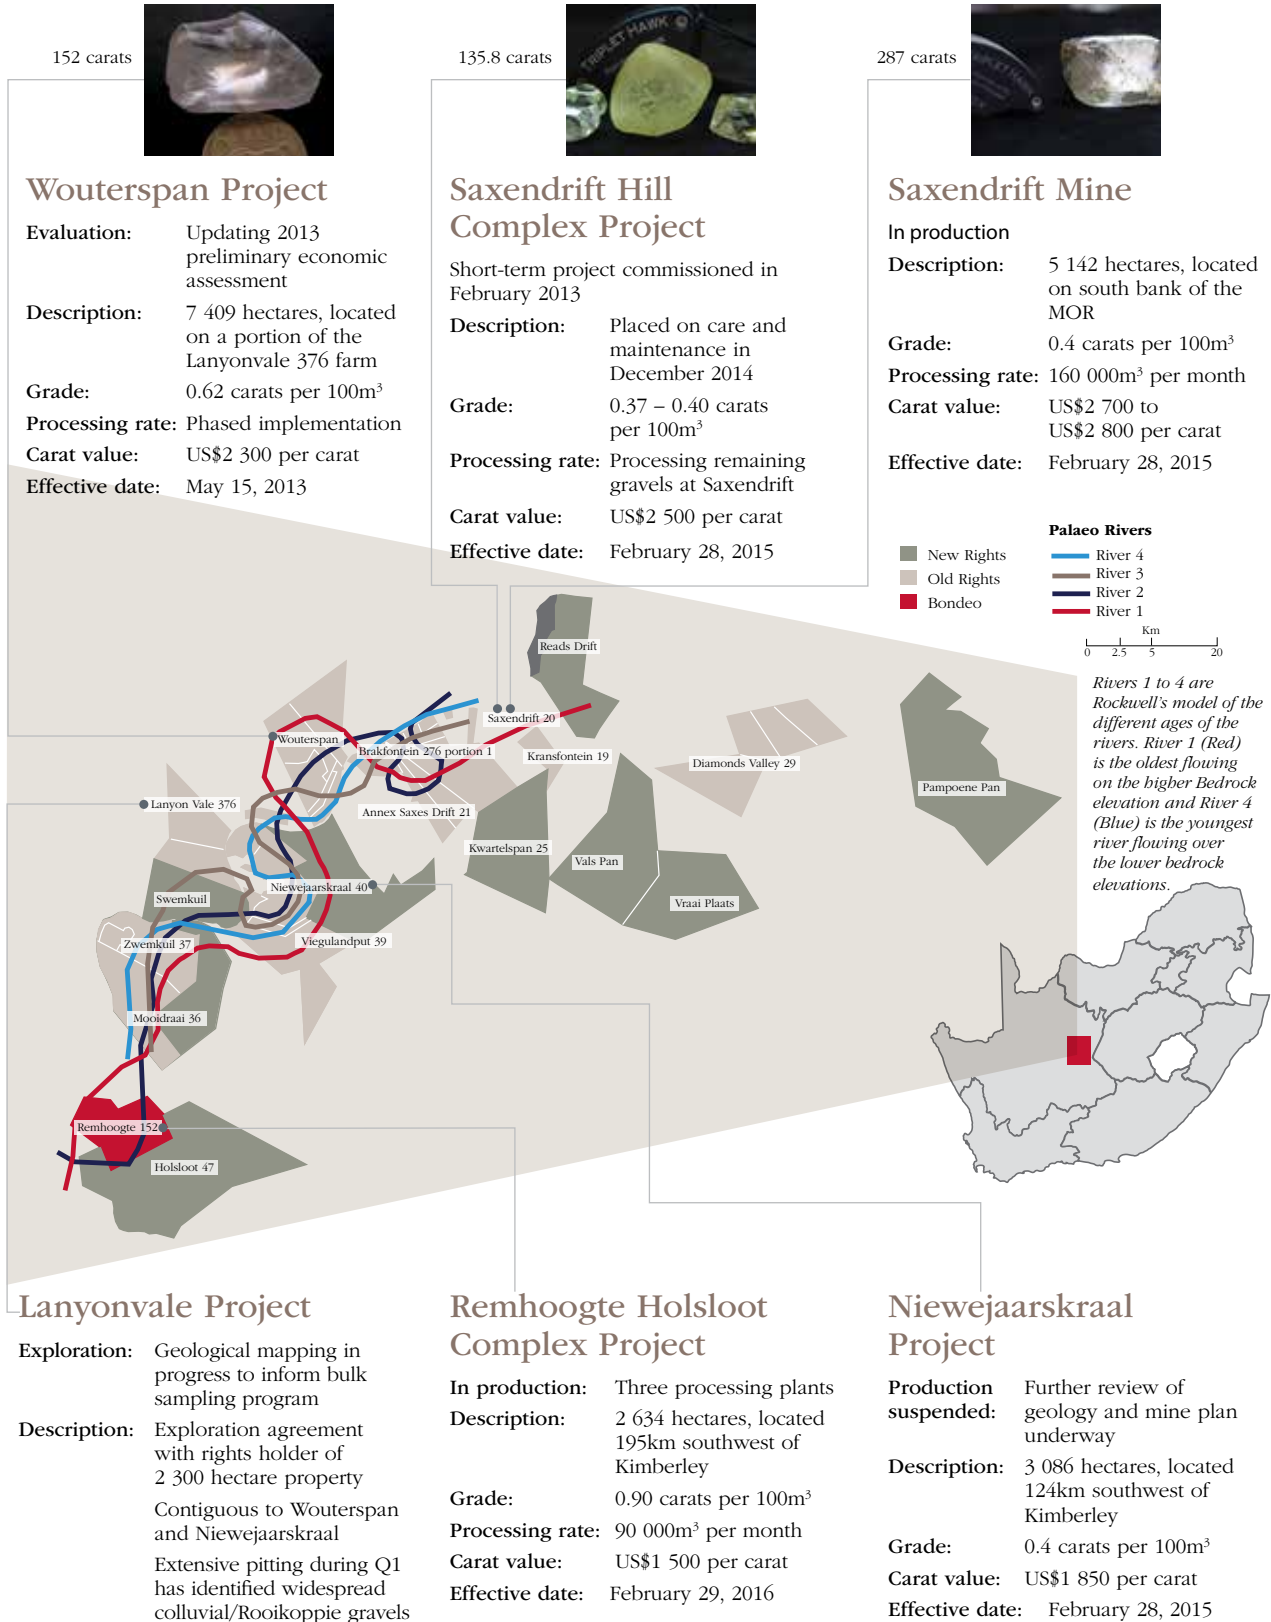 152 carats
135.8 carats
287 carats
TRIPLET HAWK
Wouterspan Project
Evaluation: Updating 2013
preliminary economic
assessment
Description: 7 409 hectares, located
on a portion of the
Lanyonvale 376 farm
Grade: 0.62 carats per 100m³
Processing rate: Phased implementation
Carat value: US$2 300 per carat
Effective date: May 15, 2013
Saxendrift Hill
Complex Project
Short-term project commissioned in
February 2013
Description: Placed on care and
maintenance in
December 2014
Grade: 0.37 – 0.40 carats
per 100m³
Processing rate: Processing remaining
gravels at Saxendrift
Carat value: US$2 500 per carat
Effective date: February 28, 2015
Saxendrift Mine
In production
Description: 5 142 hectares, located
on south bank of the
MOR
Grade: 0.4 carats per 100m³
Processing rate: 160 000m³ per month
Carat value: US$2 700 to
US$2 800 per carat
Effective date: February 28, 2015
New Rights
Old Rights
Bondeo
Palaeo Rivers
River 4
River 3
River 2
River 1
Km
0 2.5 5 20
Rivers 1 to 4 are
Rockwell's model of the
different ages of the
rivers. River 1 (Red)
is the oldest flowing
on the higher Bedrock
elevation and River 4
(Blue) is the youngest
river flowing over
the lower bedrock
elevations.
Reads Drift
Saxendrift 20
Wouterspan
Brakfontein 276 portion 1
Kransfontein 19
Diamonds Valley 29
Pampoene Pan
Lanyon Vale 376
Annex Saxes Drift 21
Kwartelspan 25
Vals Pan
Niewejaarskraal 40
Swemkuil
Vraai Plaats
Zwemkuil 37
Viegulandput 39
Mooidraai 36
Remhoogte 152
Holsloot 47
Lanyonvale Project
Exploration: Geological mapping in
progress to inform bulk
sampling program
Description: Exploration agreement
with rights holder of
2 300 hectare property
Contiguous to Wouterspan
and Niewejaarskraal
Extensive pitting during Q1
has identified widespread
colluvial/Rooikoppie gravels
Remhoogte Holsloot
Complex Project
In production: Three processing plants
Description: 2 634 hectares, located
195km southwest of
Kimberley
Grade: 0.90 carats per 100m³
Processing rate: 90 000m³ per month
Carat value: US$1 500 per carat
Effective date: February 29, 2016
Niewejaarskraal
Project
Production suspended: Further review of
geology and mine plan
underway
Description: 3 086 hectares, located
124km southwest of
Kimberley
Grade: 0.4 carats per 100m³
Carat value: US$1 850 per carat
Effective date: February 28, 2015